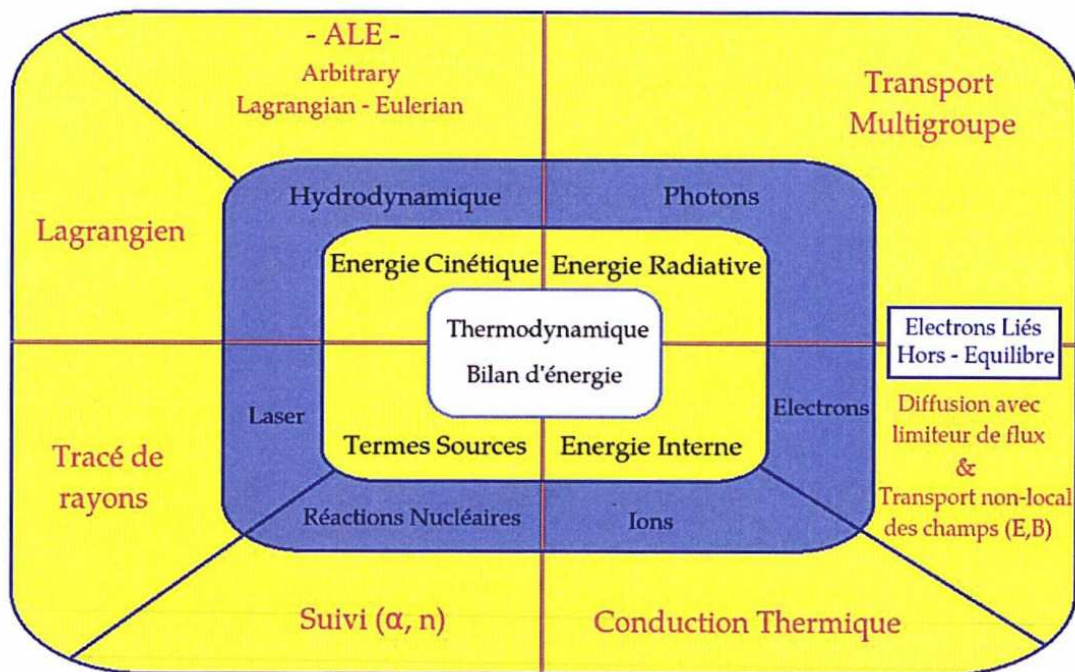 - ALE -
Arbitrary
Lagrangian - Eulerian
Transport
Multigroupe
Hydrodynamique
Photons
Lagrangien
Energie Cinétique
Energie Radiative
Thermodynamique
Bilan d'énergie
Electrons Liés
Hors - Equilibre
Laser
Electrons
Diffusion avec
limiteur de flux
&
Transport non-local
des champs (E,B)
Termes Sources
Energie Interne
Tracé de
rayons
Réactions Nucléaires
Ions
Suivi (α, n)
Conduction Thermique